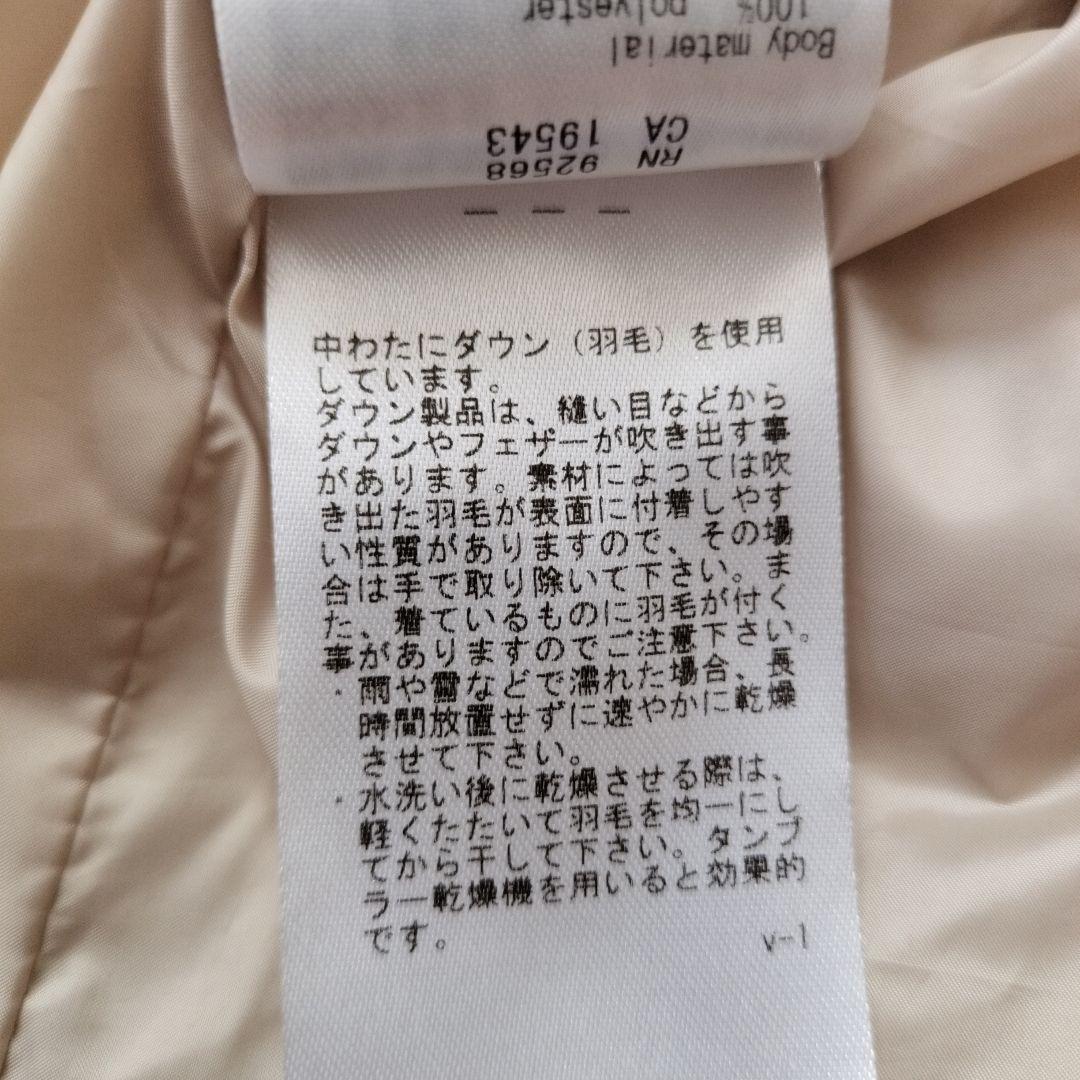 100% polyester
Body material
CA 19543
RN 92568
中わたにダウン（羽毛）を使用
しています。
ダウン製品は、縫い目などから
ダウンやフェザーが吹き出す事
があります。素材によっては吹
き出た羽毛が表面に付着しやす
い性質がありますので、その場
合は手で取り除いて下さい。ま
た、着ているものに羽毛が付く
事がありますのでご注意下さい。
・雨や雪などで濡れた場合、長
時間放置せずに速やかに乾燥
させて下さい。
・水洗い後に乾燥させる際は、
軽くたたいて羽毛を均一にし
てから干して下さい。タンブ
ラー乾燥機を用いると効果的
です。
v-1